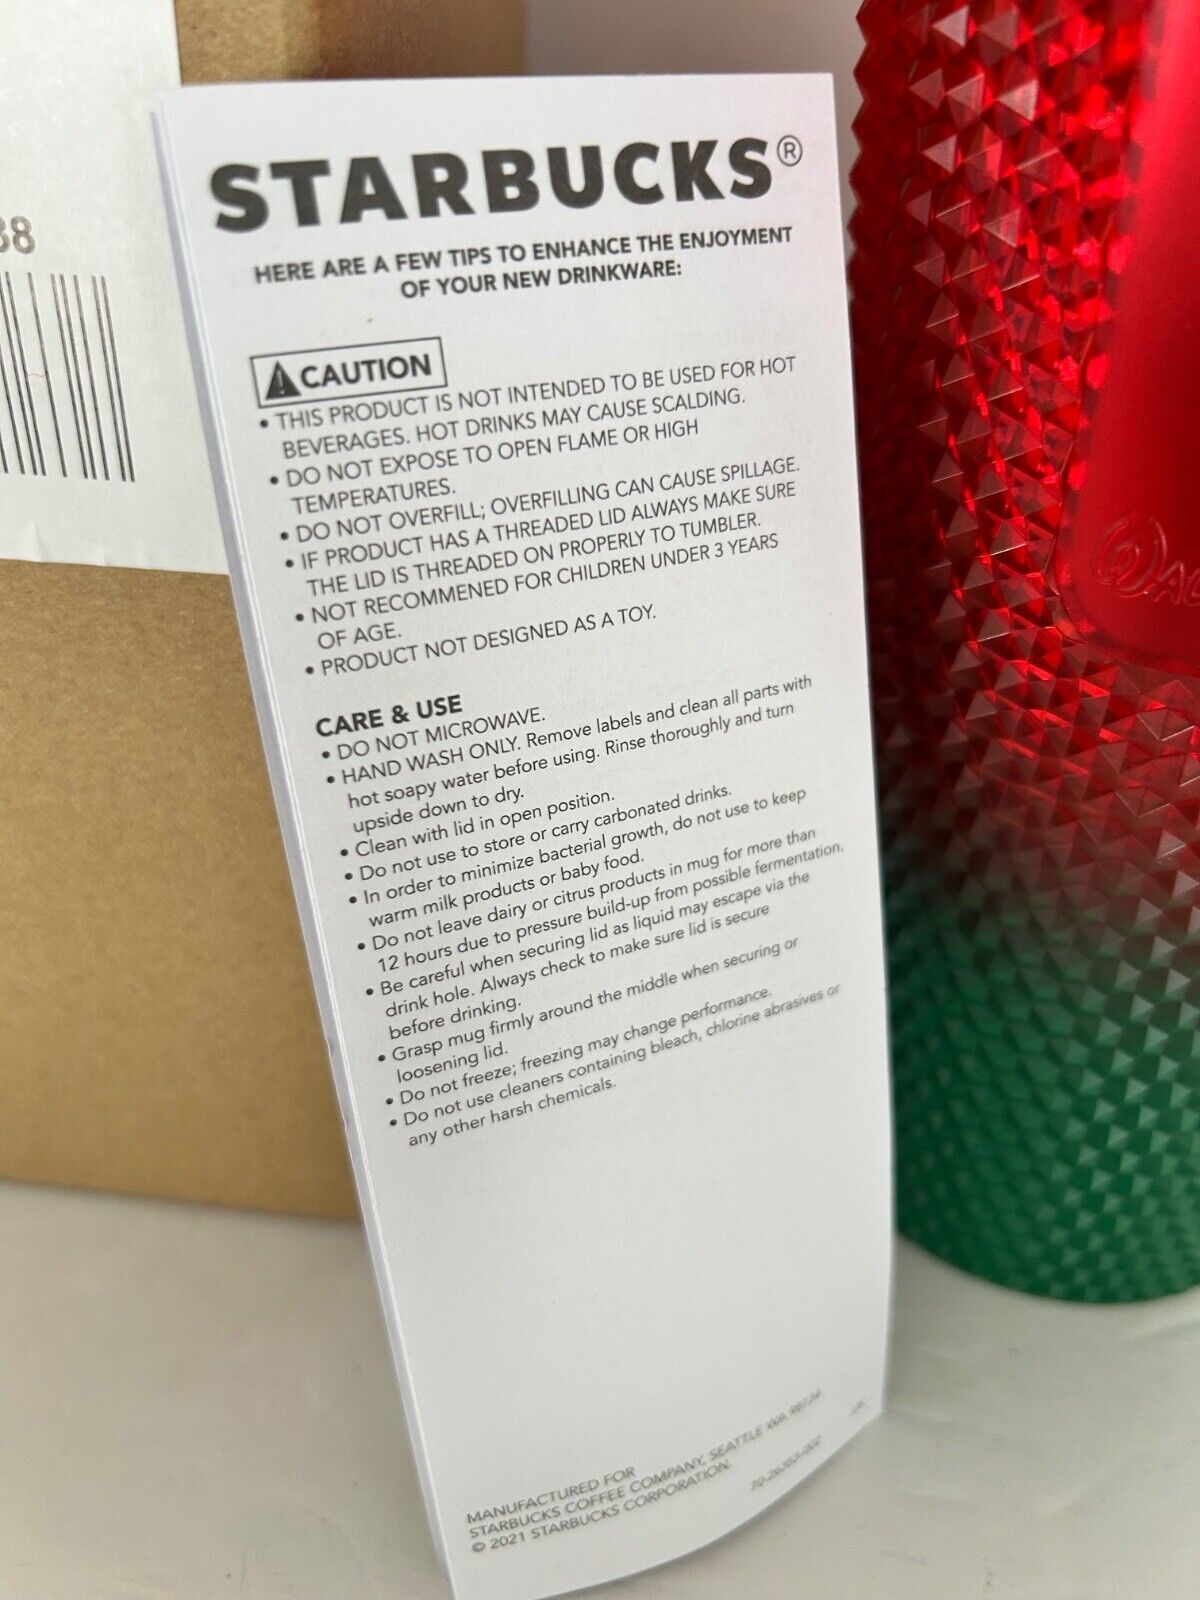 38
STARBUCKS®
HERE ARE A FEW TIPS TO ENHANCE THE ENJOYMENT
OF YOUR NEW DRINKWARE:
CAUTION
• THIS PRODUCT IS NOT INTENDED TO BE USED FOR HOT
BEVERAGES. HOT DRINKS MAY CAUSE SCALDING.
• DO NOT EXPOSE TO OPEN FLAME OR HIGH
TEMPERATURES.
• DO NOT OVERFILL; OVERFILLING CAN CAUSE SPILLAGE.
• IF PRODUCT HAS A THREADED LID ALWAYS MAKE SURE
THE LID IS THREADED ON PROPERLY TO TUMBLER.
• NOT RECOMMENED FOR CHILDREN UNDER 3 YEARS
OF AGE.
• PRODUCT NOT DESIGNED AS A TOY.
CARE & USE
• DO NOT MICROWAVE.
• HAND WASH ONLY. Remove labels and clean all parts with
hot soapy water before using. Rinse thoroughly and turn
upside down to dry.
• Clean with lid in open position.
• Do not use to store or carry carbonated drinks.
• In order to minimize bacterial growth, do not use to keep
warm milk products or baby food.
• Do not leave dairy or citrus products in mug for more than
12 hours due to pressure build-up from possible fermentation.
• Be careful when securing lid as liquid may escape via the
drink hole. Always check to make sure lid is secure
before drinking.
• Grasp mug firmly around the middle when securing or
loosening lid.
• Do not freeze; freezing may change performance.
• Do not use cleaners containing bleach, chlorine abrasives or
any other harsh chemicals.
MANUFACTURED FOR
STARBUCKS COFFEE COMPANY, SEATTLE WA
© 2021 STARBUCKS CORPORATION.